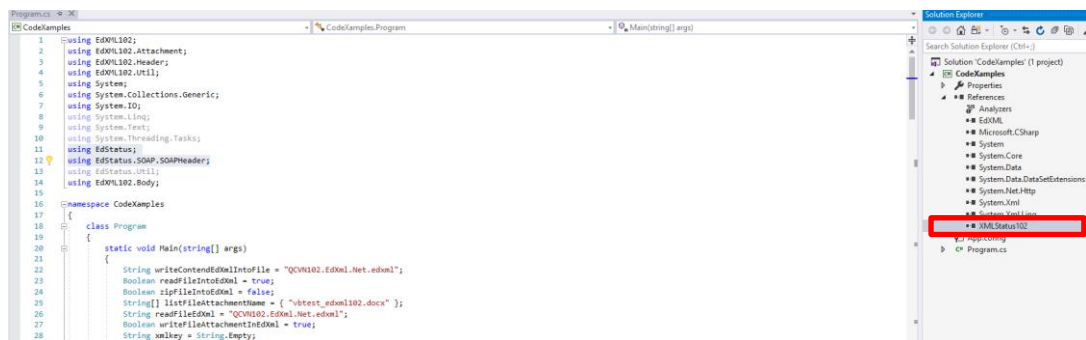 Program.cs
CodeXamples
CodeXamples.Program
Main(string[] args)
1 using EdXML102;
2 using EdXML102.Attachment;
3 using EdXML102.Header;
4 using EdXML102.Util;
5 using System;
6 using System.Collections.Generic;
7 using System.IO;
8 using System.Linq;
9 using System.Text;
10 using System.Threading.Tasks;
11 using EdStatus;
12 using EdStatus.SOAP.SOAPHeader;
13 using EdStatus.Util;
14 using EdXML102.Body;
15
16 namespace CodeXamples
17 {
18 class Program
19 {
20 static void Main(string[] args)
21 {
22 String writeContendEdXmlIntoFile = "QCVN102.EdXml.Net.edxml";
23 Boolean readFileIntoEdXml = true;
24 Boolean zipFileIntoEdXml = false;
25 String[] listFileAttachmentName = { "vbtest_edxml102.docx" };
26 String readFileEdXml = "QCVN102.EdXml.Net.edxml";
27 Boolean writeFileAttachmentInEdXml = true;
28 String xmlkey = String.Empty;
Solution Explorer
Search Solution Explorer (Ctrl+;)
Solution 'CodeXamples' (1 project)
CodeXamples
Properties
References
Analyzers
EdXML
Microsoft.CSharp
System
System.Core
System.Data
System.Data.DataSetExtensions
System.Net.Http
System.Xml
System.Xml.Linq
XMLStatus102
App.config
Program.cs